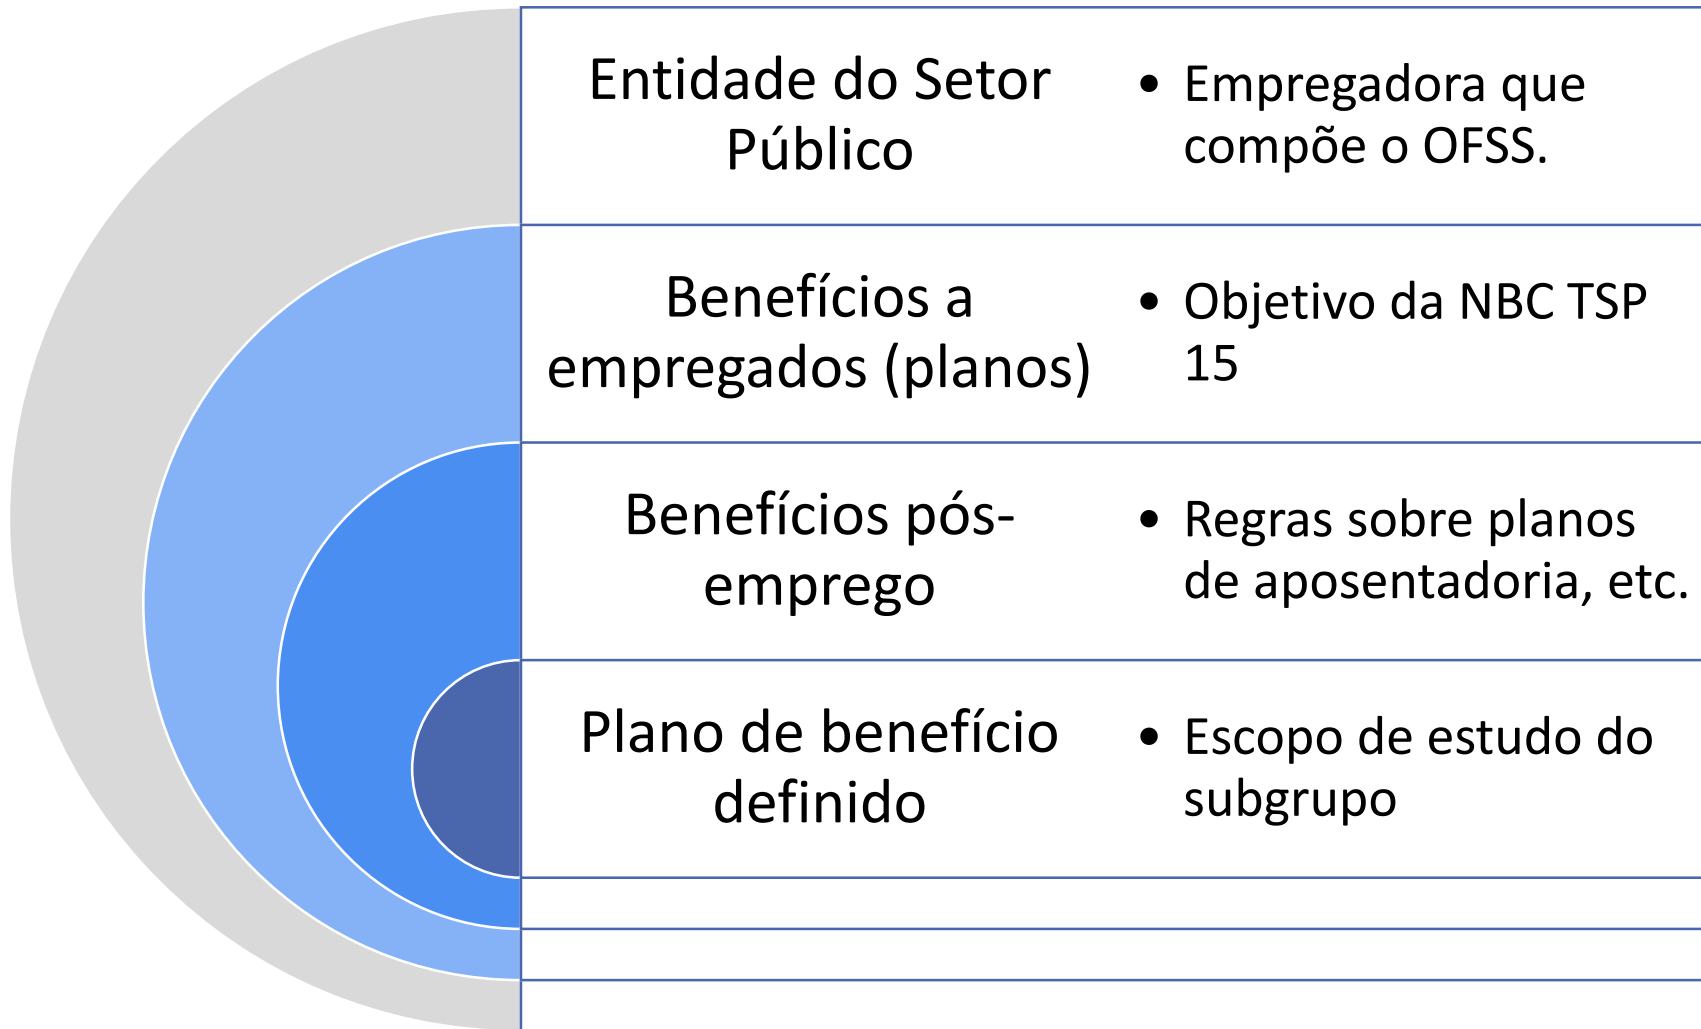 Entidade do Setor
Público
• Empregadora que
compõe o OFSS.
Benefícios a
empregados (planos)
• Objetivo da NBC TSP
15
Benefícios pós-
emprego
• Regras sobre planos
de aposentadoria, etc.
Plano de benefício
definido
• Escopo de estudo do
subgrupo